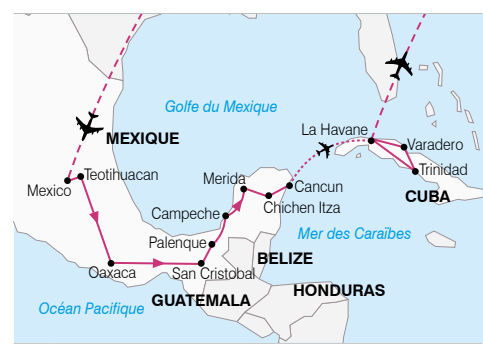 Golfe du Mexique
La Havane
MEXIQUE
Varadero
Teotihuacan
Trinidad
Merida
Mexico
Cancun
CUBA
Chichen Itza
Campeche
Mer des Caraïbes
Palenque
BELIZE
Oaxaca
San Cristobal
HONDURAS
GUATEMALA
Océan Pacifique